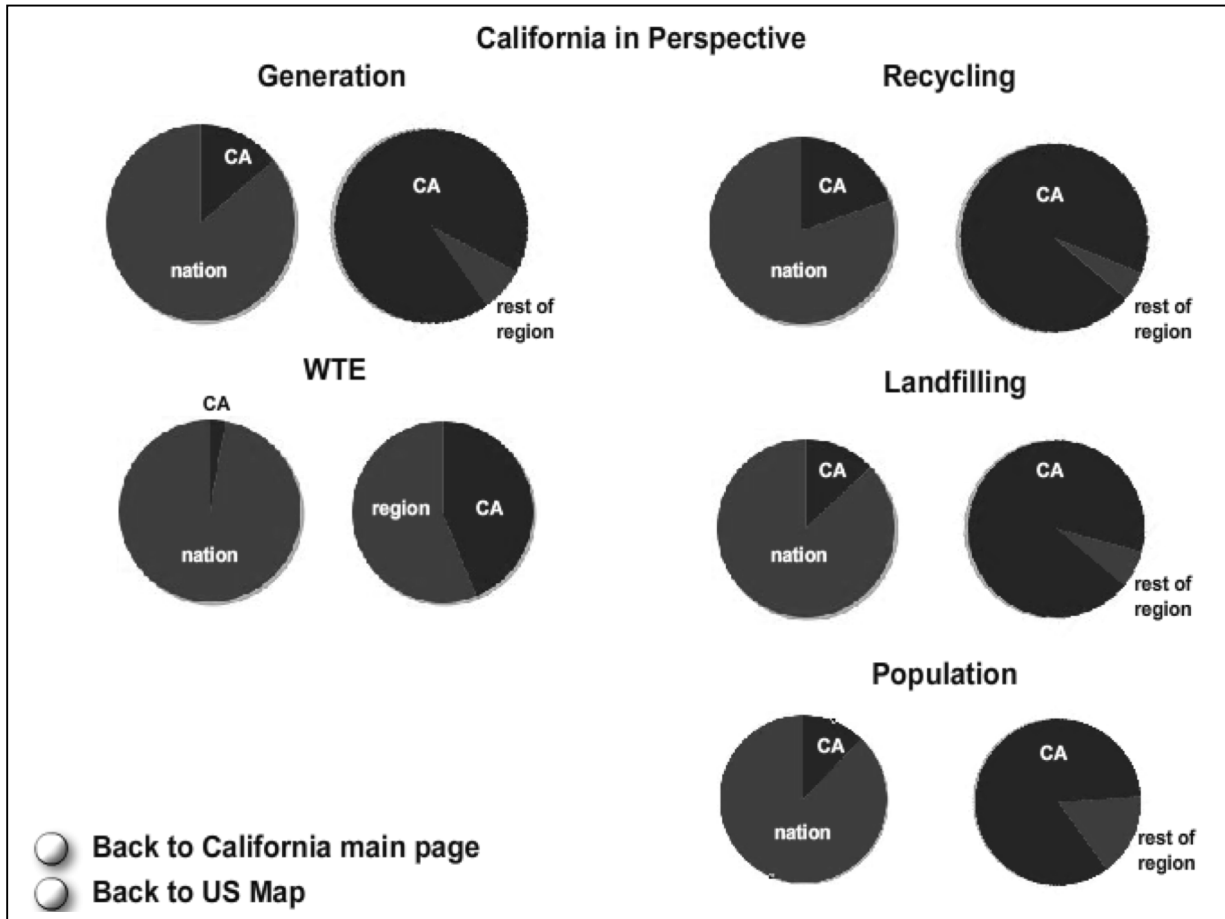 California in Perspective
Generation
CA
nation
CA
rest of
region
Recycling
CA
nation
CA
rest of
region
WTE
CA
nation
region
CA
Landfilling
CA
nation
CA
rest of
region
Population
CA
nation
CA
rest of
region
Back to California main page
Back to US Map